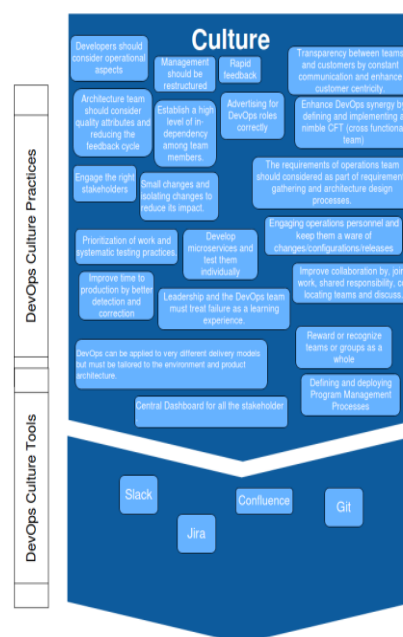 Culture
Developers should
consider operational
aspects
Management
should be
restructured
Rapid
feedback
Transparency between teams
and customers by constant
communication and enhance
customer centricity.
Architecture team
should consider
quality attributes and
reducing the
feedback cycle
Establish a high
level of in-
dependency
among team
members.
Advertising for
DevOps roles
correctly
Enhance DevOps synergy by
defining and implementing a
nimble CFT (cross functional
team)
Engage the right
stakeholders
Small changes and
isolating changes to
reduce its impact.
The requirements of operations team
should considered as part of requirement
gathering and architecture design
processes.
Prioritization of work and
systematic testing practices.
Develop
microservices and
test them
individually
Engaging operations personnel and
keep them a ware of
changes/configurations/releases
Improve time to
production by better
detection and
correction
Leadership and the DevOps team
must treat failure as a learning
experience.
Improve collaboration by, join
work, shared responsibility, co
locating teams and discuss,
DevOps can be applied to very different delivery models
but must be tailored to the environment and product
architecture.
Reward or recognize
teams or groups as a
whole
Central Dashboard for all the stakeholder
Defining and deploying
Program Management
Processes
DevOps Culture Practices
DevOps Culture Tools
Slack
Jira
Confluence
Git